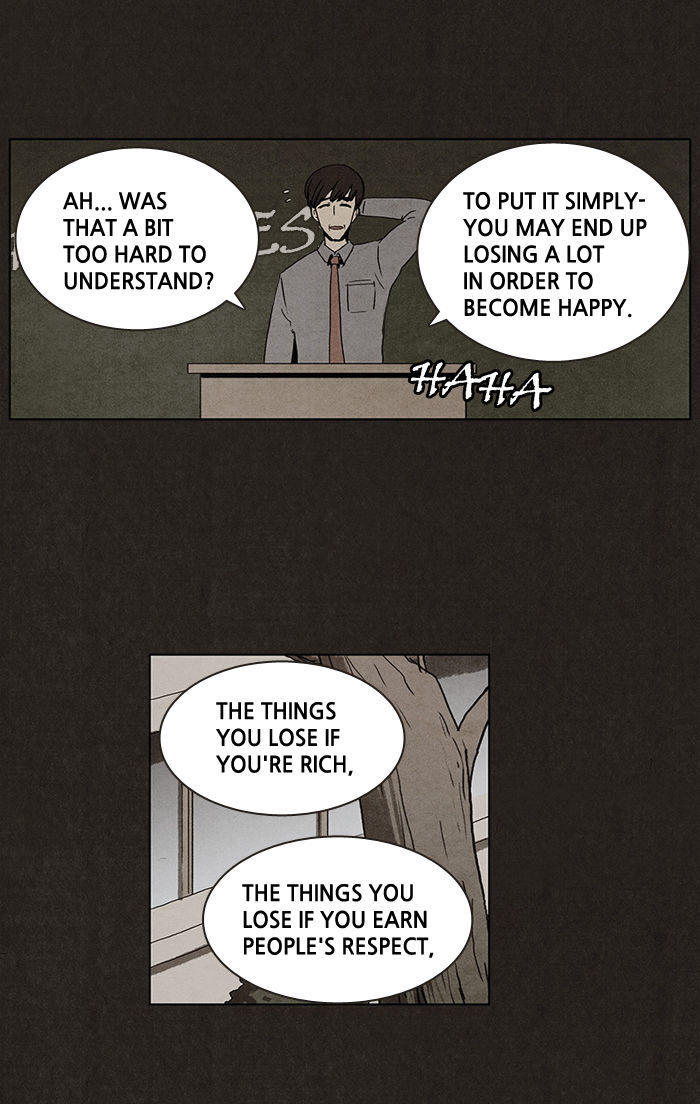 AH... WAS
THAT A BIT
TOO HARD TO
UNDERSTAND?
TO PUT IT SIMPLY-
YOU MAY END UP
LOSING A LOT
IN ORDER TO
BECOME HAPPY.
HAHA
THE THINGS
YOU LOSE IF
YOU'RE RICH,
THE THINGS YOU
LOSE IF YOU EARN
PEOPLE'S RESPECT,